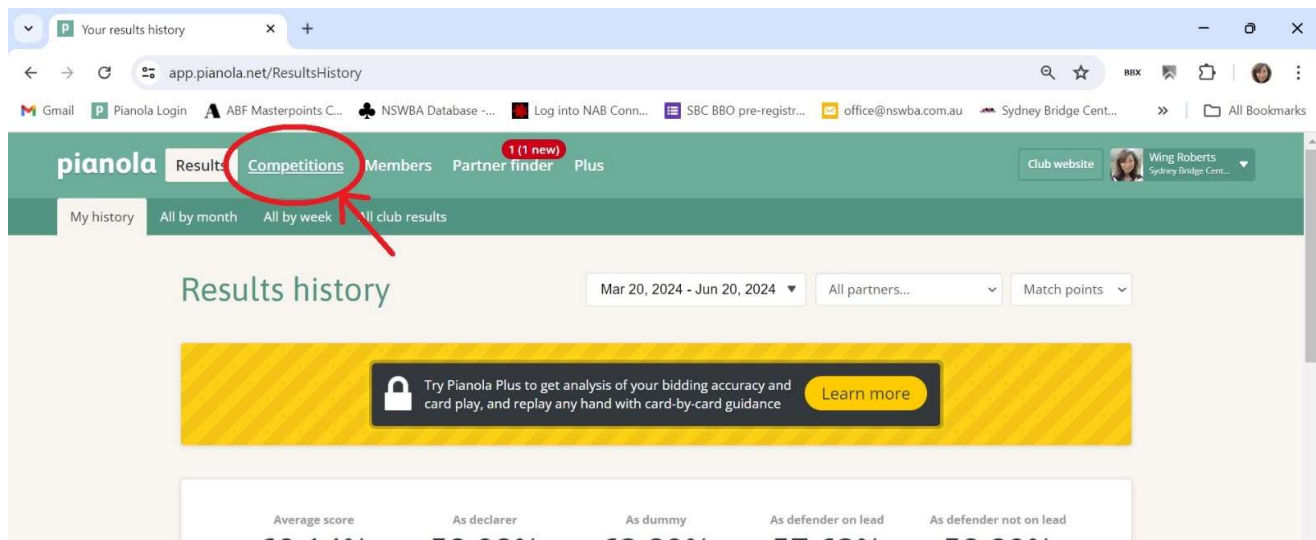 Your results history
app.pianola.net/ResultsHistory
BBX
Gmail Pianola Login ABF Masterpoints C... NSWBA Database -... Log into NAB Conn... SBC BBO pre-registr... office@nswba.com.au Sydney Bridge Cent... All Bookmarks
pianola Results Competitions Members Partner finder 1 (1 new) Plus Club website Wing Roberts
Sydney Bridge Cent...
My history All by month All by week All club results
Results history Mar 20, 2024 - Jun 20, 2024 All partners... Match points
Try Pianola Plus to get analysis of your bidding accuracy and
card play, and replay any hand with card-by-card guidance
Learn more
Average score As declarer As dummy As defender on lead As defender not on lead